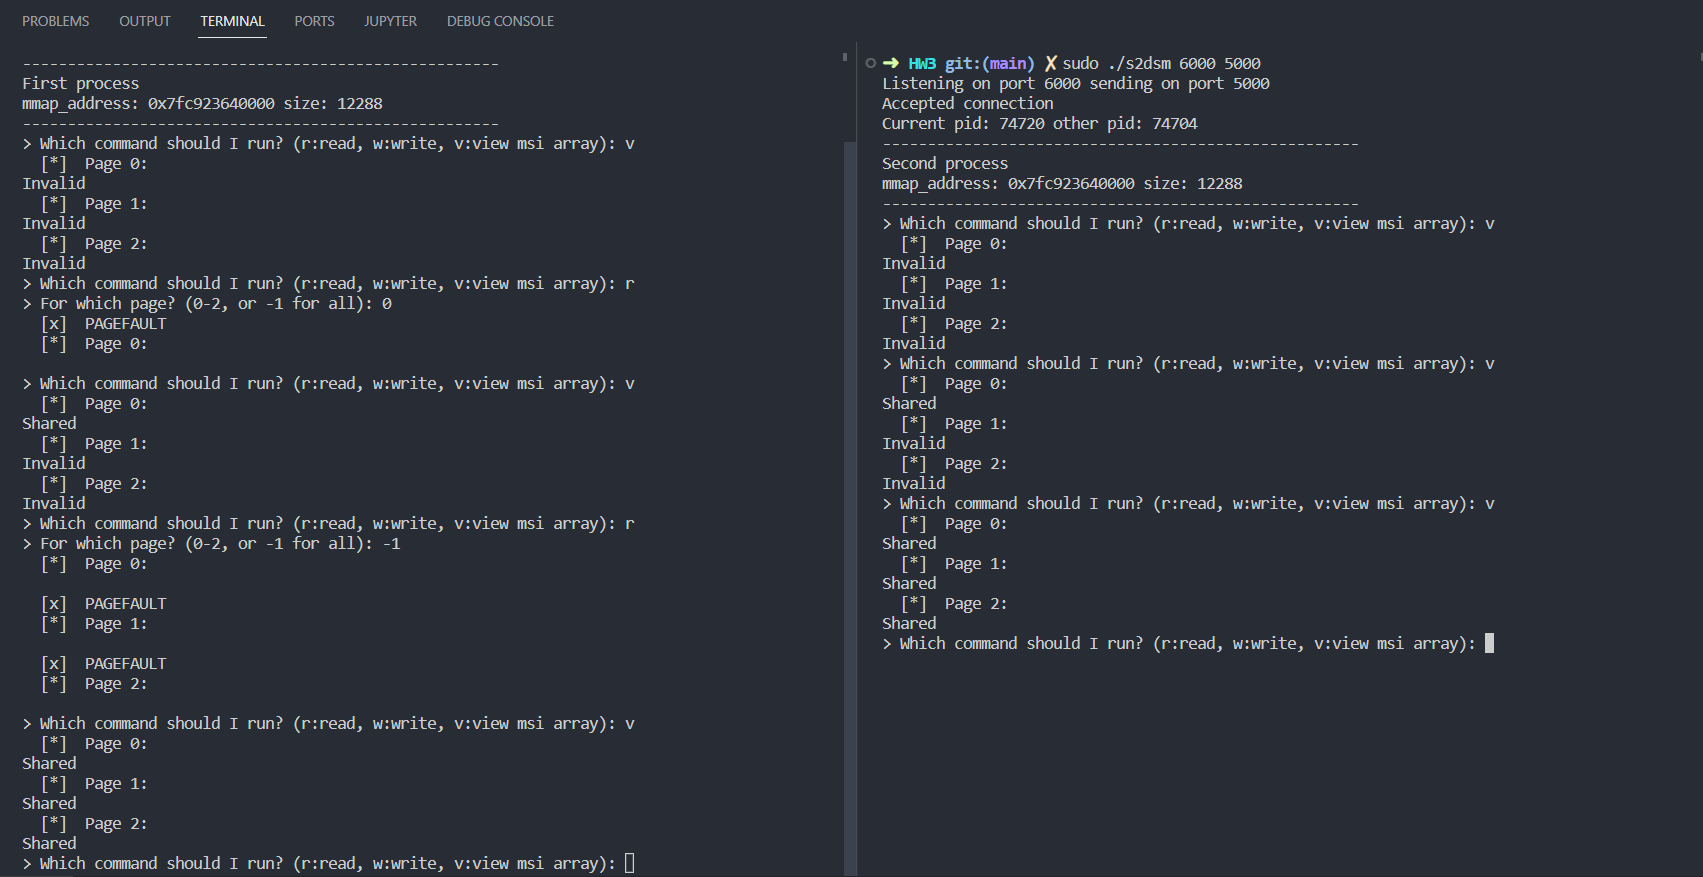 PROBLEMS OUTPUT TERMINAL PORTS JUPYTER DEBUG CONSOLE
-----------------------------------------------------
First process
mmap_address: 0x7fc923640000 size: 12288
-----------------------------------------------------
> Which command should I run? (r:read, w:write, v:view msi array): v
  [*]  Page 0:
Invalid
  [*]  Page 1:
Invalid
  [*]  Page 2:
Invalid
> Which command should I run? (r:read, w:write, v:view msi array): r
> For which page? (0-2, or -1 for all): 0
  [x]  PAGEFAULT
  [*]  Page 0:
> Which command should I run? (r:read, w:write, v:view msi array): v
  [*]  Page 0:
Shared
  [*]  Page 1:
Invalid
  [*]  Page 2:
Invalid
> Which command should I run? (r:read, w:write, v:view msi array): r
> For which page? (0-2, or -1 for all): -1
  [*]  Page 0:
  [x]  PAGEFAULT
  [*]  Page 1:
  [x]  PAGEFAULT
  [*]  Page 2:
> Which command should I run? (r:read, w:write, v:view msi array): v
  [*]  Page 0:
Shared
  [*]  Page 1:
Shared
  [*]  Page 2:
Shared
> Which command should I run? (r:read, w:write, v:view msi array):
➜ HW3 git:(main) ✗ sudo ./s2dsm 6000 5000
Listening on port 6000 sending on port 5000
Accepted connection
Current pid: 74720 other pid: 74704
-----------------------------------------------------
Second process
mmap_address: 0x7fc923640000 size: 12288
-----------------------------------------------------
> Which command should I run? (r:read, w:write, v:view msi array): v
  [*]  Page 0:
Invalid
  [*]  Page 1:
Invalid
  [*]  Page 2:
Invalid
> Which command should I run? (r:read, w:write, v:view msi array): v
  [*]  Page 0:
Shared
  [*]  Page 1:
Invalid
  [*]  Page 2:
Invalid
> Which command should I run? (r:read, w:write, v:view msi array): v
  [*]  Page 0:
Shared
  [*]  Page 1:
Shared
  [*]  Page 2:
Shared
> Which command should I run? (r:read, w:write, v:view msi array):